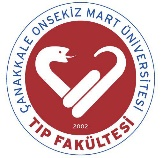 ÇANAKKALE ONSEKİZ MART ÜNİVERSİTESİ
2002
TIP FAKÜLTESİ